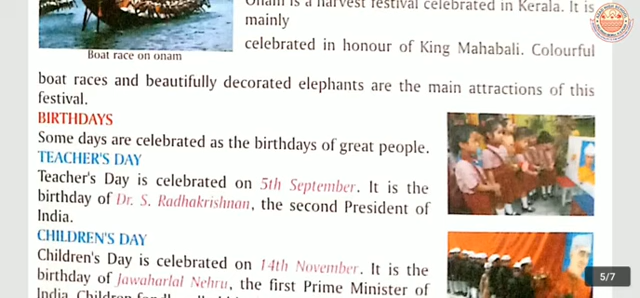 Onam is a harvest festival celebrated in Kerala. It is
mainly
celebrated in honour of King Mahabali. Colourful
Boat race on onam
boat races and beautifully decorated elephants are the main attractions of this
festival.
BIRTHDAYS
Some days are celebrated as the birthdays of great people.
TEACHER'S DAY
Teacher's Day is celebrated on 5th September. It is the
birthday of Dr. S. Radhakrishnan, the second President of
India.
CHILDREN'S DAY
Children's Day is celebrated on 14th November. It is the
birthday of Jawaharlal Nehru, the first Prime Minister of
India. Children
5/7